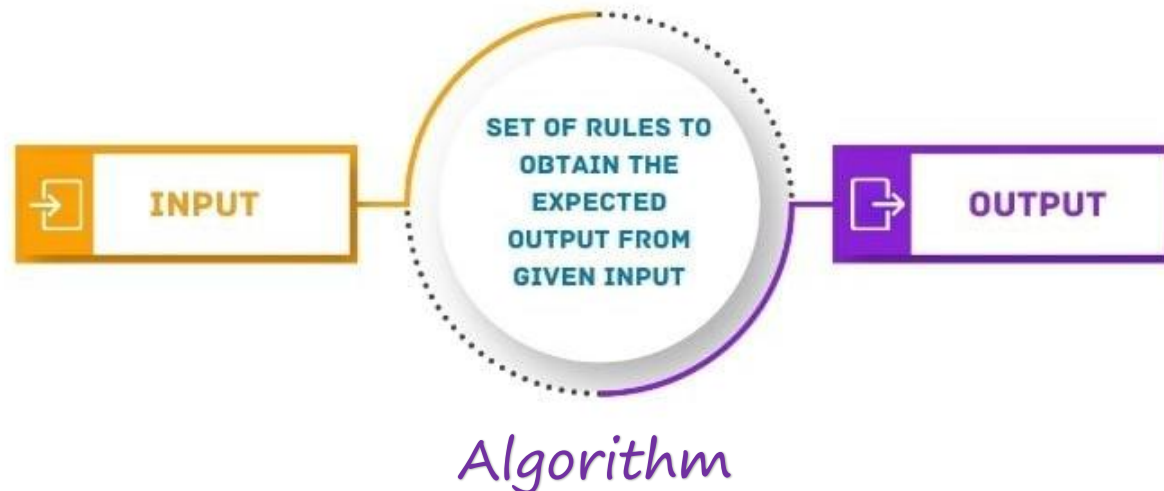 INPUT
SET OF RULES TO
OBTAIN THE
EXPECTED
OUTPUT FROM
GIVEN INPUT
OUTPUT
Algorithm